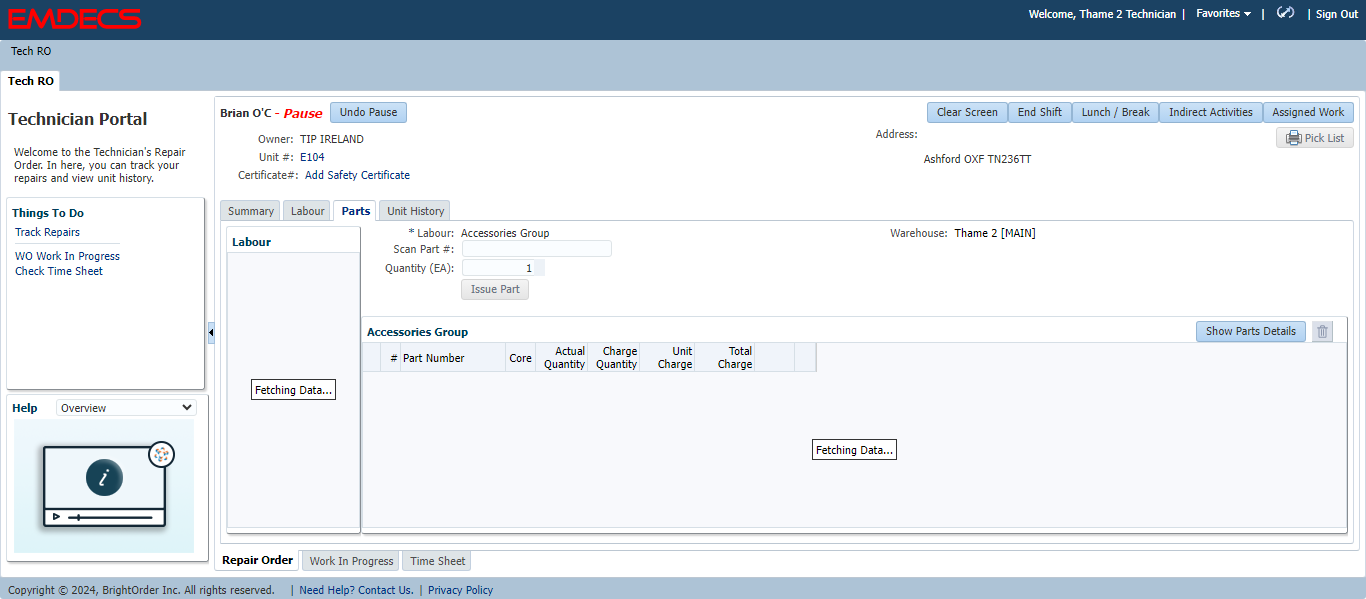 EMDECS
Welcome, Thame 2 Technician | Favorites | | Sign Out
Tech RO
Tech RO
Technician Portal
Welcome to the Technician's Repair
Order. In here, you can track your
repairs and view unit history.
Things To Do
Track Repairs
WO Work In Progress
Check Time Sheet
Help Overview
i
Brian O'C - Pause Undo Pause
Clear Screen End Shift Lunch / Break Indirect Activities Assigned Work
Owner: TIP IRELAND
Unit #: E104
Certificate#: Add Safety Certificate
Address:
Pick List
Ashford OXF TN236TT
Summary Labour Parts Unit History
Labour
Fetching Data...
* Labour: Accessories Group
Warehouse: Thame 2 [MAIN]
Scan Part #:
Quantity (EA): 1
Issue Part
Accessories Group Show Parts Details
# Part Number Core Actual Quantity Charge Quantity Unit Charge Total Charge
Fetching Data...
Repair Order Work In Progress Time Sheet
Copyright © 2024, BrightOrder Inc. All rights reserved. | Need Help? Contact Us. | Privacy Policy